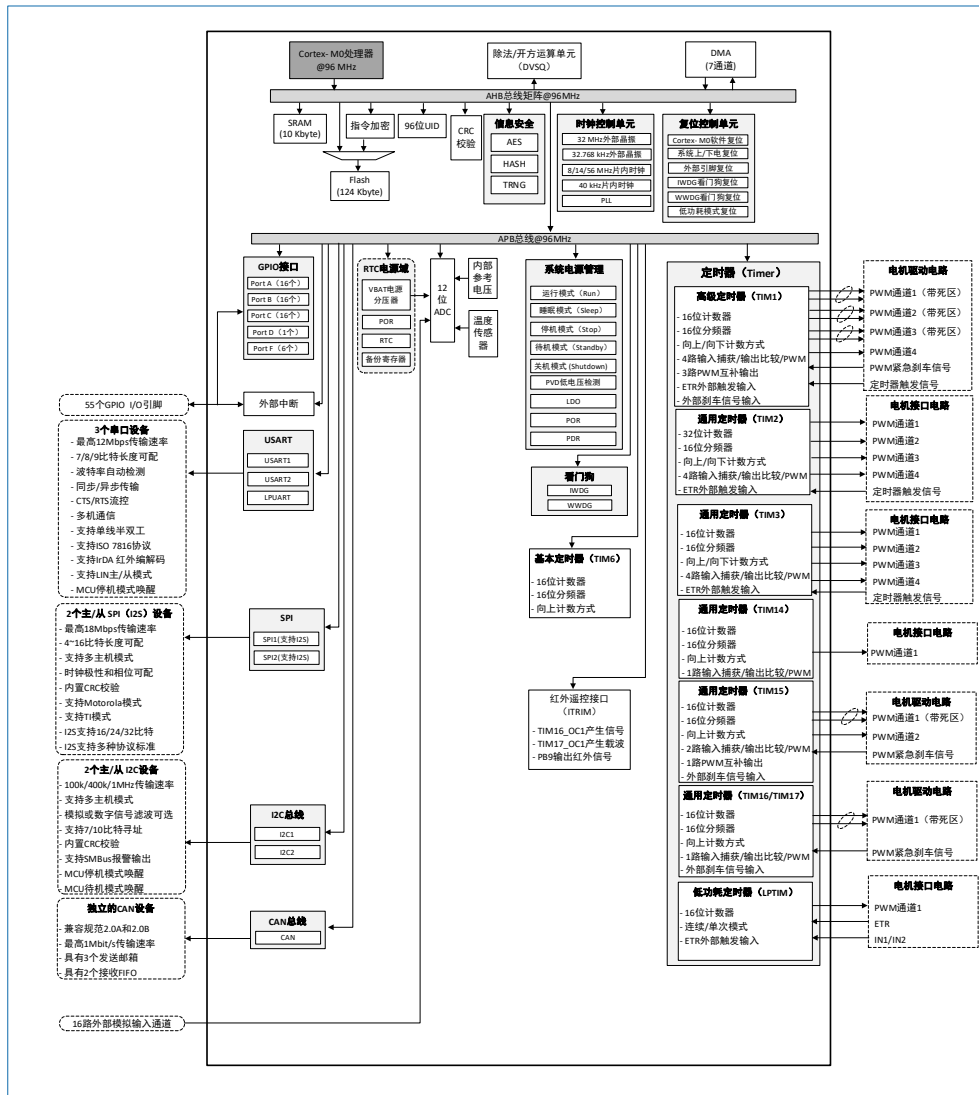 Cortex- M0处理器
@96 MHz
除法/开方运算单元
（DVSQ）
DMA
(7通道)
AHB总线矩阵@96MHz
SRAM
(10 Kbyte)
指令加密
96位UID
CRC
校验
Flash
(124 Kbyte)
信息安全
AES
HASH
TRNG
时钟控制单元
32 MHz外部晶振
32.768 kHz外部晶振
8/14/56 MHz片内时钟
40 kHz片内时钟
PLL
复位控制单元
Cortex- M0软件复位
系统上/下电复位
外部引脚复位
IWDG看门狗复位
WWDG看门狗复位
低功耗模式复位
APB总线@96MHz
GPIO接口
Port A（16个）
Port B（16个）
Port C（16个）
Port D（1个）
Port F（6个）
RTC电源域
VBAT电源
分压器
POR
RTC
备份寄存器
12
位
ADC
内部
参考
电压
温度
传感
器
系统电源管理
运行模式（Run）
睡眠模式（Sleep）
停机模式（Stop）
待机模式（Standby）
关机模式 (Shutdown)
PVD低电压检测
LDO
POR
PDR
看门狗
IWDG
WWDG
基本定时器（TIM6）
- 16位计数器
- 16位分频器
- 向上计数方式
红外遥控接口
（ITRIM）
- TIM16_OC1产生信号
- TIM17_OC1产生载波
- PB9输出红外信号
55个GPIO I/O引脚
外部中断
3个串口设备
- 最高12Mbps传输速率
- 7/8/9比特长度可配
- 波特率自动检测
- 同步/异步传输
- CTS/RTS流控
- 多机通信
- 支持单线半双工
- 支持ISO 7816协议
- 支持IrDA 红外编解码
- 支持LIN主/从模式
- MCU停机模式唤醒
USART
USART1
USART2
LPUART
2个主/从 SPI（I2S）设备
- 最高18Mbps传输速率
- 4~16比特长度可配
- 支持多主机模式
- 时钟极性和相位可配
- 内置CRC校验
- 支持Motorola模式
- 支持TI模式
- I2S支持16/24/32比特
- I2S支持多种协议标准
SPI
SPI1(支持I2S)
SPI2(支持I2S)
2个主/从 I2C设备
- 100k/400k/1MHz传输速率
- 支持多主机模式
- 模拟或数字信号滤波可选
- 支持7/10比特寻址
- 内置CRC校验
- 支持SMBus报警输出
- MCU停机模式唤醒
- MCU待机模式唤醒
I2C总线
I2C1
I2C2
独立的CAN设备
- 兼容规范2.0A和2.0B
- 最高1Mbit/s传输速率
- 具有3个发送邮箱
- 具有2个接收FIFO
CAN总线
CAN
16路外部模拟输入通道
定时器（Timer）
高级定时器（TIM1）
- 16位计数器
- 16位分频器
- 向上/向下计数方式
- 4路输入捕获/输出比较/PWM
- 3路PWM互补输出
- ETR外部触发输入
- 外部刹车信号输入
电机驱动电路
PWM通道1（带死区）
PWM通道2（带死区）
PWM通道3（带死区）
PWM通道4
PWM紧急刹车信号
定时器触发信号
通用定时器（TIM2）
- 32位计数器
- 16位分频器
- 向上/向下计数方式
- 4路输入捕获/输出比较/PWM
- ETR外部触发输入
电机接口电路
PWM通道1
PWM通道2
PWM通道3
PWM通道4
定时器触发信号
通用定时器（TIM3
- 16位计数器
- 16位分频器
- 向上/向下计数方式
- 4路输入捕获/输出比较/PWM
- ETR外部触发输入
电机接口电路
PWM通道1
PWM通道2
PWM通道3
PWM通道4
定时器触发信号
通用定时器（TIM14
- 16位计数器
- 16位分频器
- 向上计数方式
- 1路输入捕获/输出比较/PWM
电机接口电路
PWM通道1
通用定时器（TIM15
- 16位计数器
- 16位分频器
- 向上计数方式
- 2路输入捕获/输出比较/PWM
- 1路PWM互补输出
- 外部刹车信号输入
电机驱动电路
PWM通道1（带死区）
PWM通道2
PWM紧急刹车信号
通用定时器（TIM16/TIM17）
- 16位计数器
- 16位分频器
- 向上计数方式
- 1路输入捕获/输出比较/PWM
- 外部刹车信号输入
电机驱动电路
PWM通道1（带死区）
PWM紧急刹车信号
低功耗定时器（LPTIM）
- 16位计数器
- 连续/单次模式
- ETR外部触发输入
电机接口电路
PWM通道1
ETR
IN1/IN2